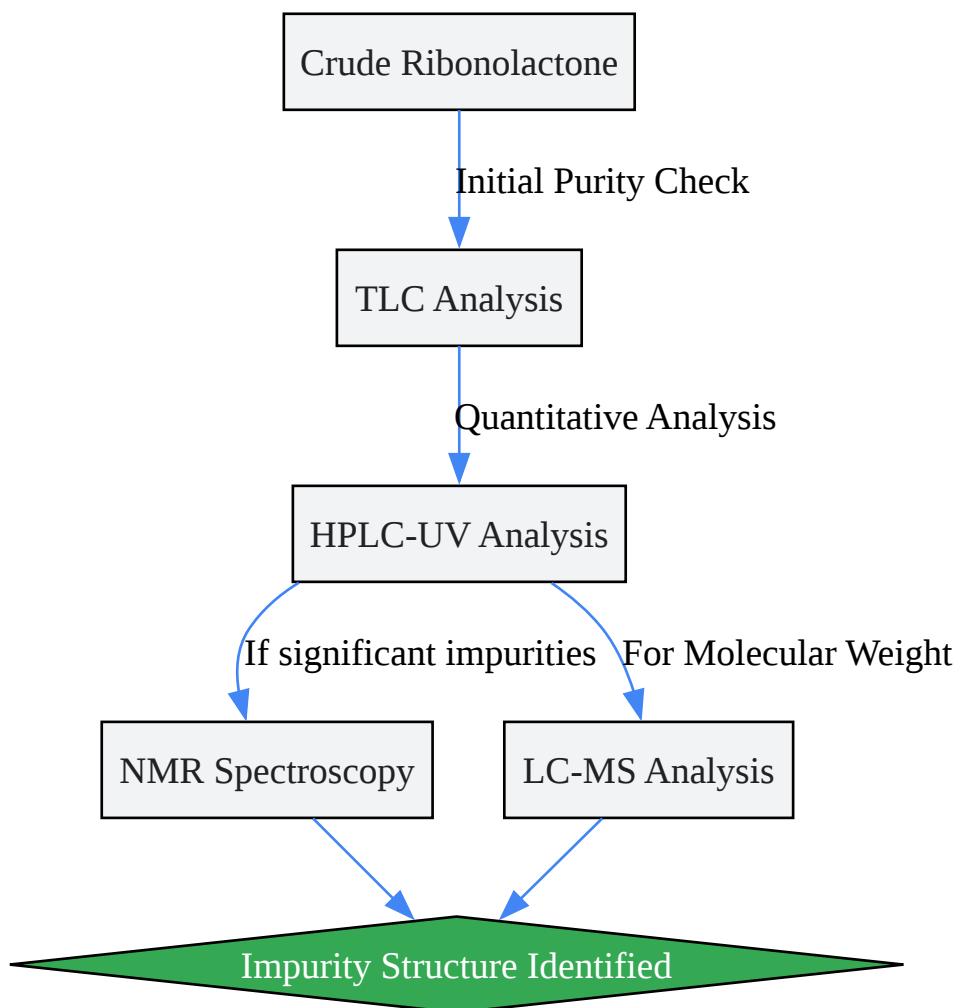 Crude Ribonolactone
Initial Purity Check
TLC Analysis
Quantitative Analysis
HPLC-UV Analysis
If significant impurities
For Molecular Weight
NMR Spectroscopy
LC-MS Analysis
Impurity Structure Identified